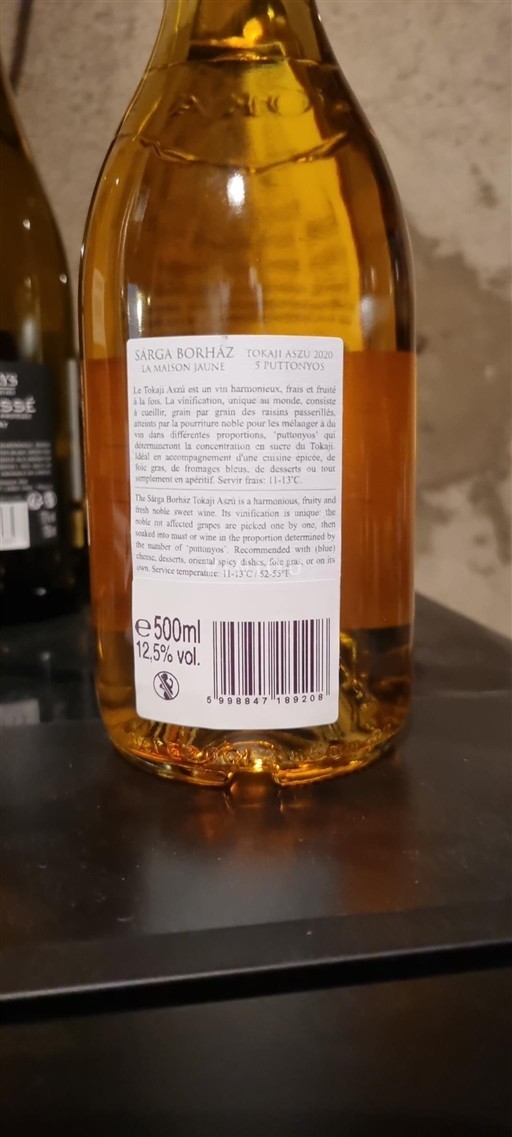 TOKAJ
SÁRGA BORHÁZ TOKAJI ASZÚ 2020
LA MAISON JAUNE 5 PUTTONYOS
Le Tokaji Aszú est un vin harmonieux, frais et fruité
à la fois. La vinification, unique au monde, consiste
à cueillir, grain par grain des raisins passerillés,
atteints par la pourriture noble pour les mélanger à du
vin dans différentes proportions, 'puttonyos' qui
détermineront la concentration en sucre du Tokaji.
Idéal en accompagnement d'une cuisine épicée, de
foie gras, de fromages bleus, de desserts ou tout
simplement en apéritif. Servir frais: 11-13°C.
The Sárga Borház Tokaji Aszú is a harmonious, fruity and
fresh noble sweet wine. Its vinification is unique: the
noble rot affected grapes are picked one by one, then
soaked into must or wine in the proportion determined by
the number of 'puttonyos'. Recommended with (blue)
cheese, desserts, oriental spicy dishes, foie gras, or on its
own. Service temperature: 11-13°C / 52-55°F
e 500ml
12,5% vol.
5 998847 189208
SSÉ